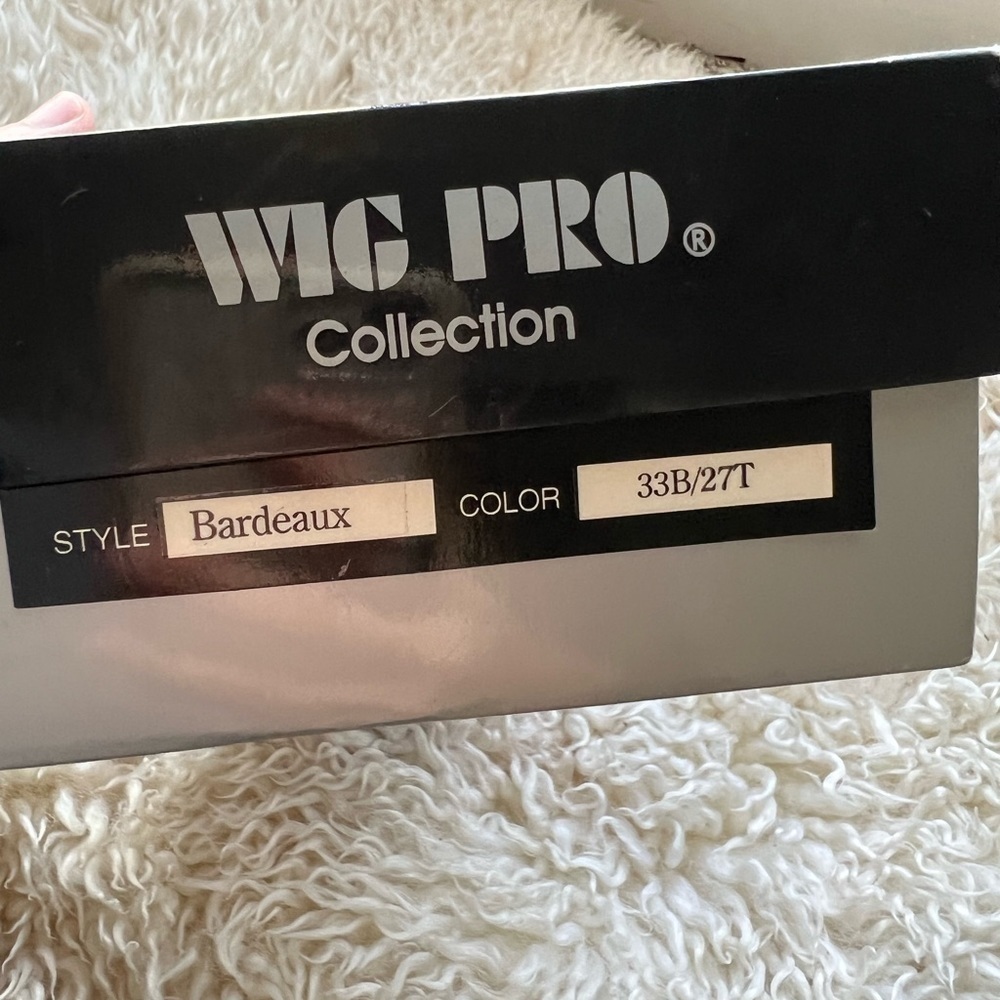 WIG PRO®
Collection
STYLE Bardeaux COLOR 33B/27T